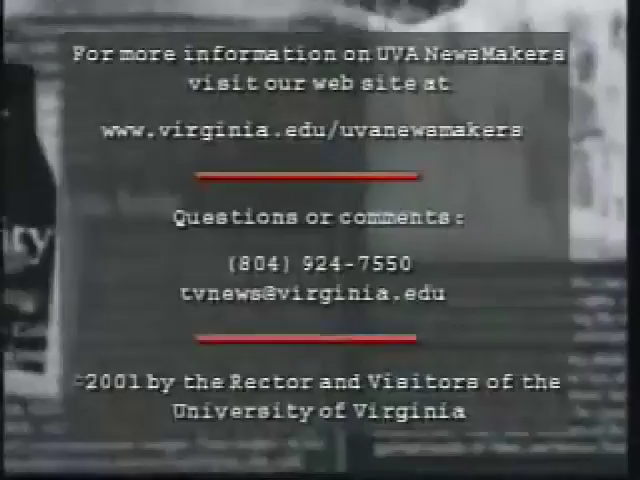 For more information on UVA NewsMakers
visit our web site at
www.virginia.edu/uvanewsmakers
Questions or comments:
(804) 924-7550
tvnews@virginia.edu
©2001 by the Rector and Visitors of the
University of Virginia
ity